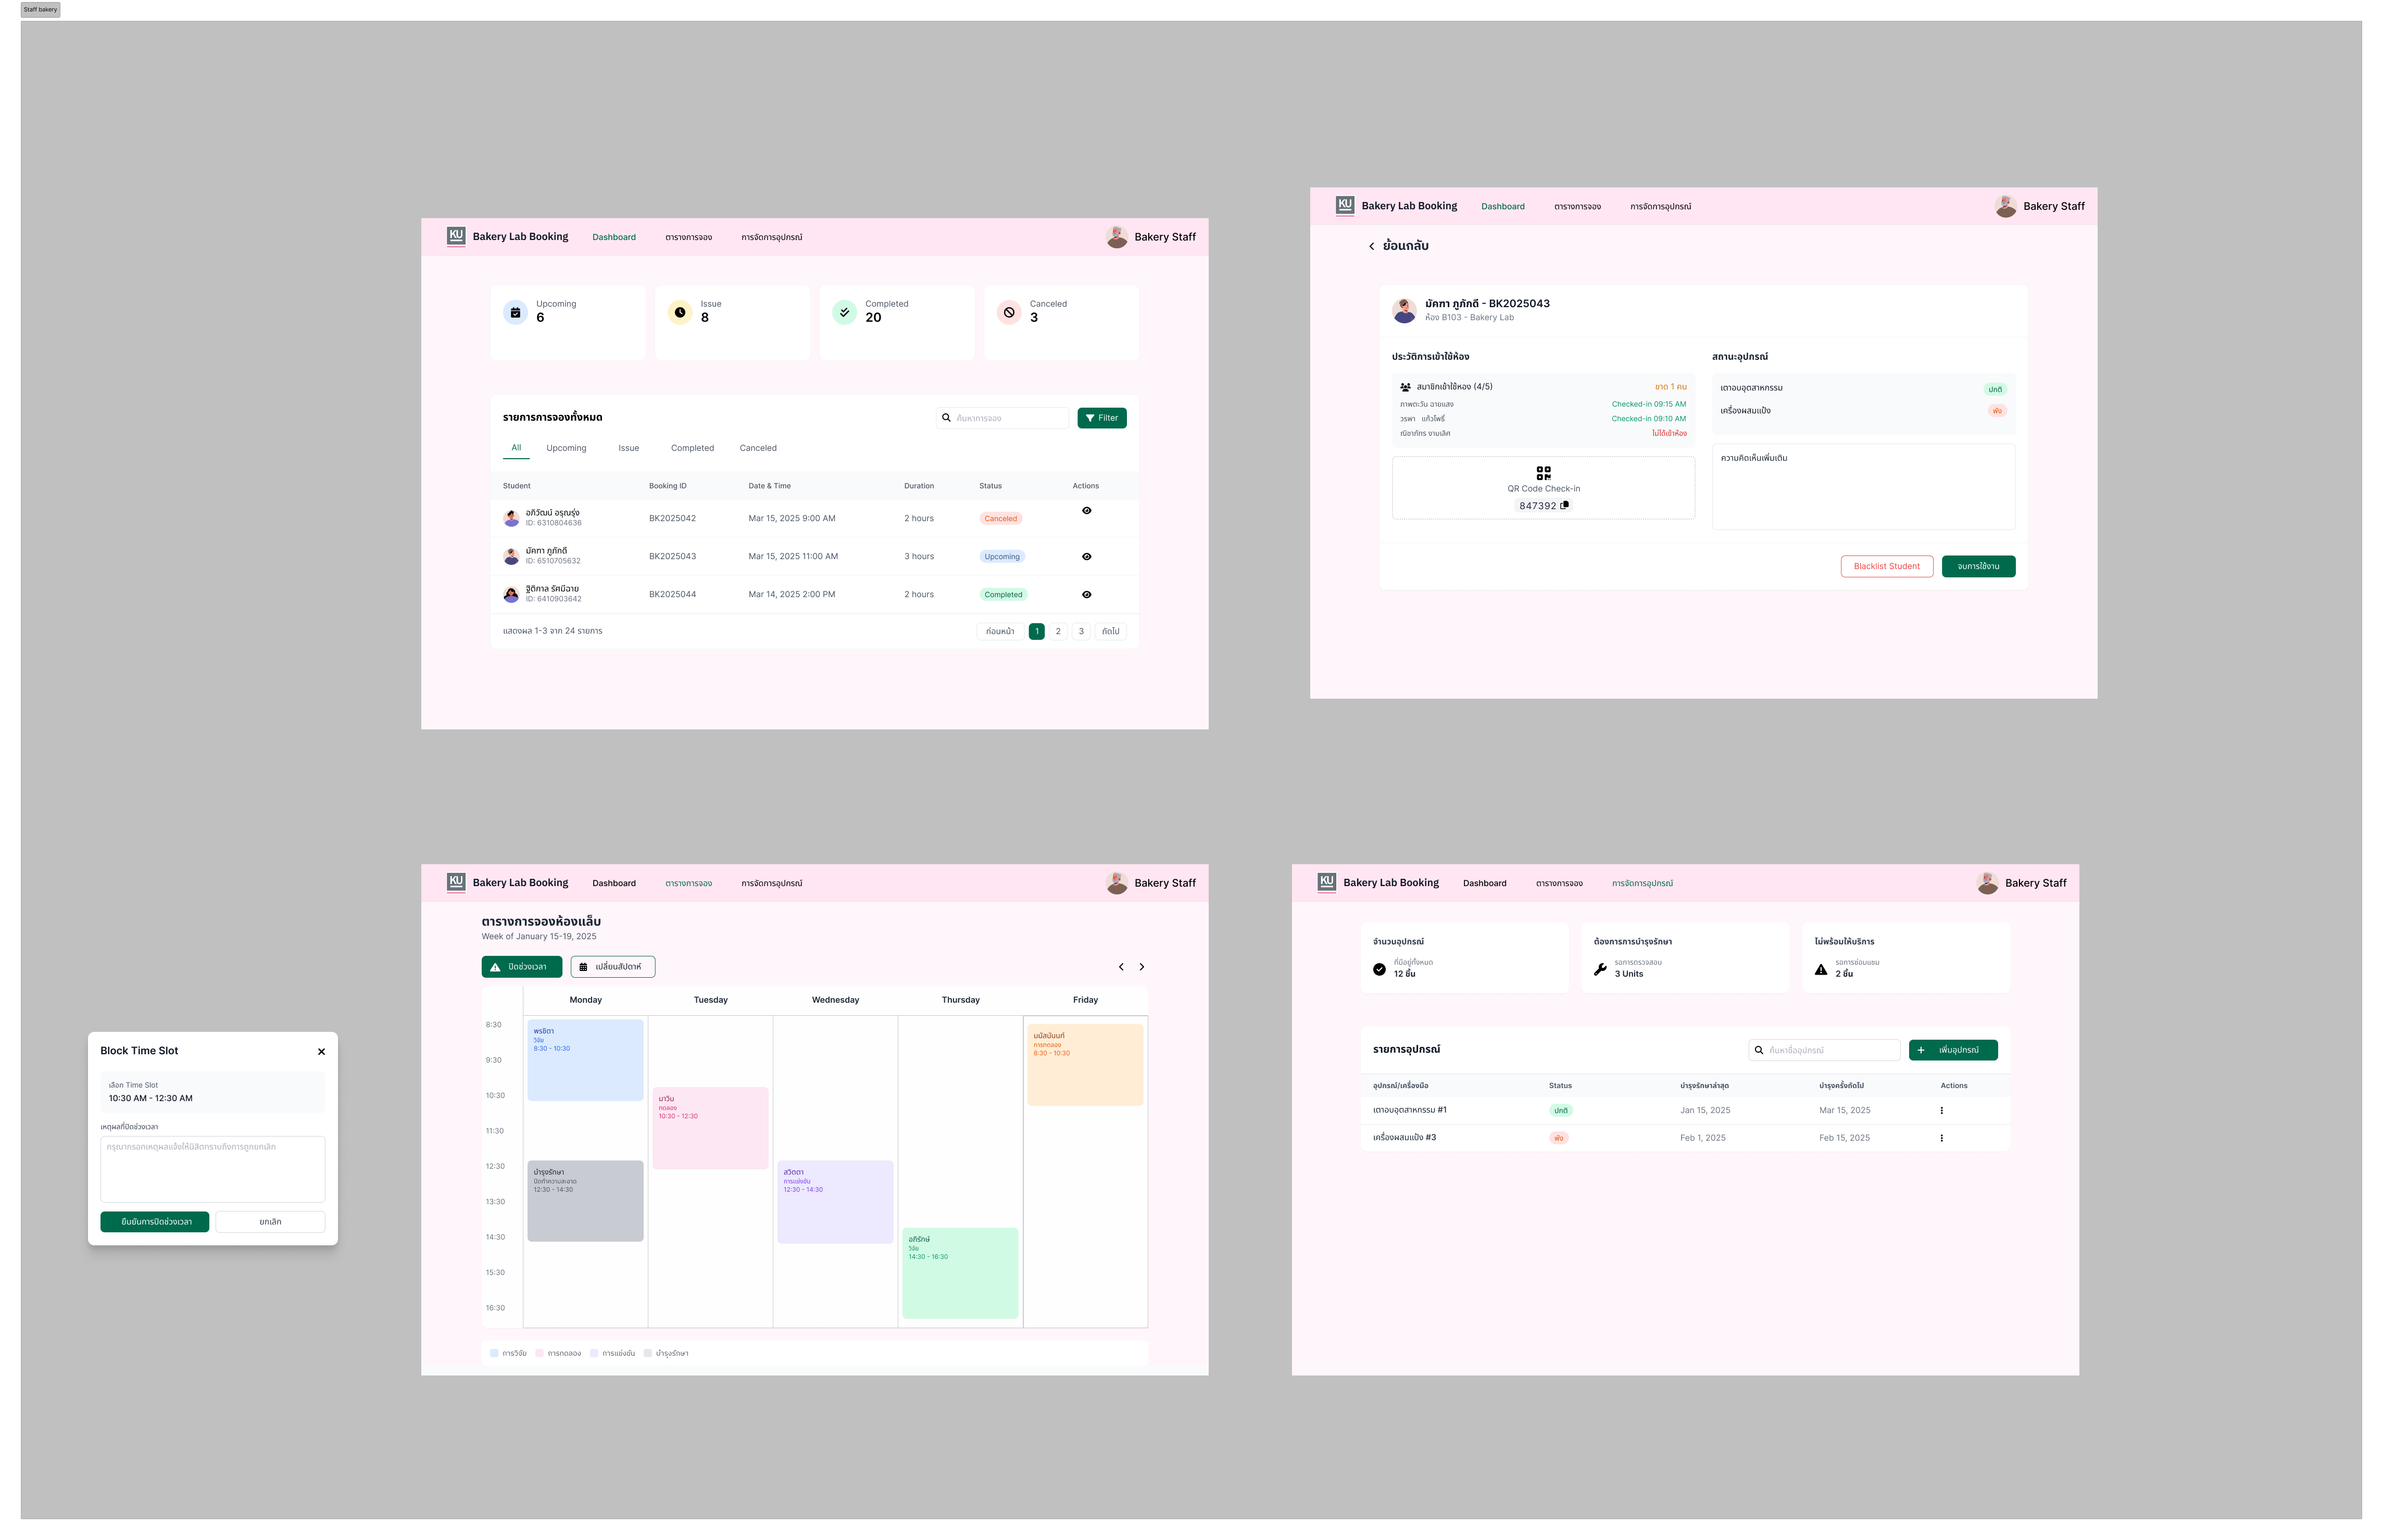 Staff bakery
KU Bakery Lab Booking Dashboard ตารางการจอง การจัดการอุปกรณ์ Bakery Staff
Upcoming
6
Issue
8
Completed
20
Canceled
3
รายการการจองทั้งหมด ค้นหาการจอง Filter
All Upcoming Issue Completed Canceled
Student Booking ID Date & Time Duration Status Actions
อภิวัฒน์ อรุณรุ่ง
ID: 6310804636
BK2025042 Mar 15, 2025 9:00 AM 2 hours Canceled
มัคฑา ภูภักดี
ID: 6510705632
BK2025043 Mar 15, 2025 11:00 AM 3 hours Upcoming
ฐิติกาล รัศมีฉาย
ID: 6410903642
BK2025044 Mar 14, 2025 2:00 PM 2 hours Completed
แสดงผล 1-3 จาก 24 รายการ ก่อนหน้า 1 2 3 ถัดไป
KU Bakery Lab Booking Dashboard ตารางการจอง การจัดการอุปกรณ์ Bakery Staff
ย้อนกลับ
มัคฑา ภูภักดี - BK2025043
ห้อง B103 - Bakery Lab
ประวัติการเข้าใช้ห้อง
สมาชิกเข้าใช้ห้อง (4/5) ขาด 1 คน
ภาพตะวัน ฉายแสง Checked-in 09:15 AM
วรพา แก้วโพธิ์ Checked-in 09:10 AM
ณิชาภัทร งามเลิศ ไม่ได้เข้าห้อง
QR Code Check-in
847392
สถานะอุปกรณ์
เตาอบอุตสาหกรรม ปกติ
เครื่องผสมแป้ง พัง
ความคิดเห็นเพิ่มเติม
Blacklist Student จบการใช้งาน
Block Time Slot
เลือก Time Slot
10:30 AM - 12:30 AM
เหตุผลที่ปิดช่วงเวลา
กรุณากรอกเหตุผลแจ้งให้นิสิตทราบถึงการถูกยกเลิก
ยืนยันการปิดช่วงเวลา ยกเลิก
KU Bakery Lab Booking Dashboard ตารางการจอง การจัดการอุปกรณ์ Bakery Staff
ตารางการจองห้องแล็บ
Week of January 15-19, 2025
ปิดช่วงเวลา เปลี่ยนสัปดาห์
Monday Tuesday Wednesday Thursday Friday
8:30
9:30
10:30
11:30
12:30
13:30
14:30
15:30
16:30
พรชิตา
วิจัย
8:30 - 10:30
บำรุงรักษา
ปิดทำความสะอาด
12:30 - 14:30
มาวิน
ทดลอง
10:30 - 12:30
สวิตตา
การแข่งขัน
12:30 - 14:30
อภิรักษ์
วิจัย
14:30 - 16:30
มนัสนันนท์
การทดลอง
8:30 - 10:30
การวิจัย การทดลอง การแข่งขัน บำรุงรักษา
KU Bakery Lab Booking Dashboard ตารางการจอง การจัดการอุปกรณ์ Bakery Staff
จำนวนอุปกรณ์
ที่มีอยู่ทั้งหมด
12 ชิ้น
ต้องการการบำรุงรักษา
รอการตรวจสอบ
3 Units
ไม่พร้อมให้บริการ
รอการซ่อมแซม
2 ชิ้น
รายการอุปกรณ์ ค้นหาชื่ออุปกรณ์ เพิ่มอุปกรณ์
อุปกรณ์/เครื่องมือ Status บำรุงรักษาล่าสุด บำรุงครั้งถัดไป Actions
เตาอบอุตสาหกรรม #1 ปกติ Jan 15, 2025 Mar 15, 2025
เครื่องผสมแป้ง #3 พัง Feb 1, 2025 Feb 15, 2025